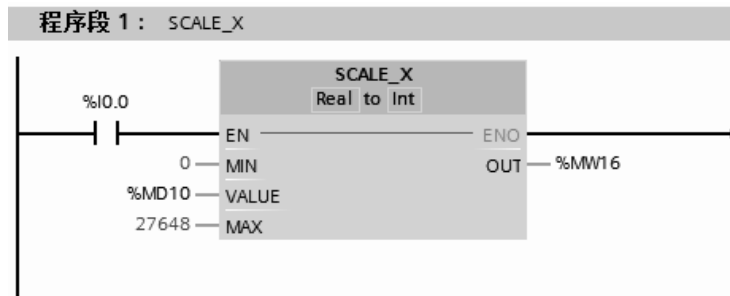 程序段 1： SCALE_X
SCALE_X
Real to Int
%I0.0
EN ENO
0 MIN OUT %MW16
%MD10 VALUE
27648 MAX